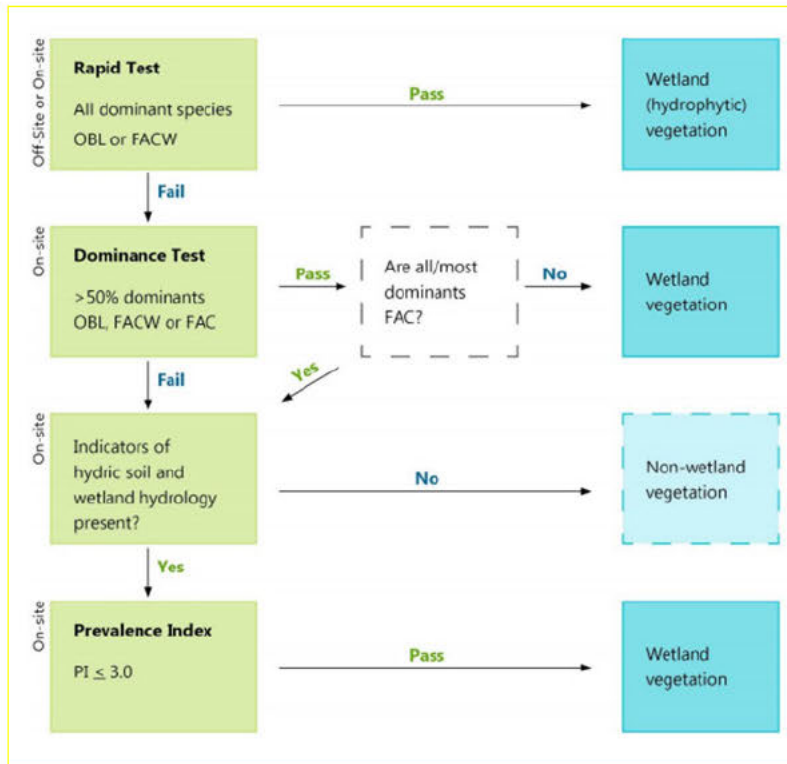 Off-Site or On-site
Rapid Test
All dominant species
OBL or FACW
Pass
Wetland
(hydrophytic)
vegetation
Fail
On-site
Dominance Test
>50% dominants
OBL, FACW or FAC
Pass
Are all/most
dominants
FAC?
No
Wetland
vegetation
Fail
Yes
On-site
Indicators of
hydric soil and
wetland hydrology
present?
No
Non-wetland
vegetation
Yes
On-site
Prevalence Index
PI ≤ 3.0
Pass
Wetland
vegetation